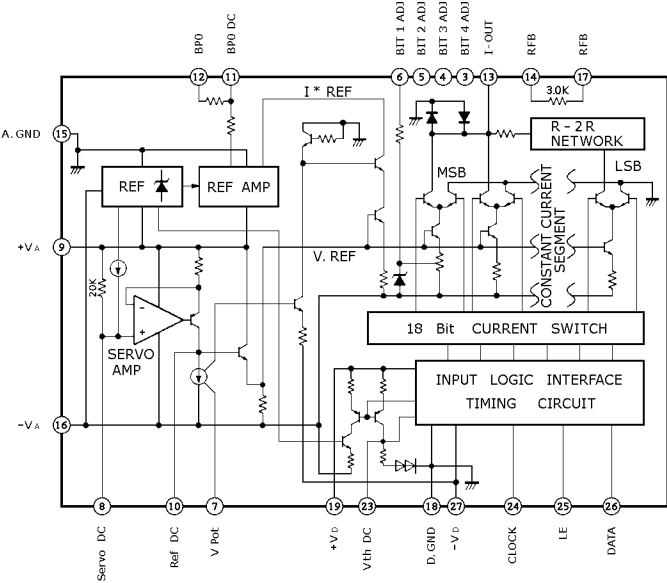 BPO
BPO DC
BIT 1 ADJ
BIT 2 ADJ
BIT 3 ADJ
BIT 4 ADJ
I-OUT
RFB
RFB
12
11
6
5
4
3
13
14
17
3.0K
I * REF
A. GND
15
R-2R
NETWORK
REF
REF AMP
MSB
LSB
+VA
9
V. REF
CONSTANT CURRENT
SEGMENT
20K
−
+
SERVO
AMP
18 Bit CURRENT SWITCH
INPUT LOGIC INTERFACE
TIMING CIRCUIT
−VA
16
8
10
7
19
23
18
27
24
25
26
Servo DC
Ref DC
V Pot
+VD
Vth DC
D.GND
−VD
CLOCK
LE
DATA